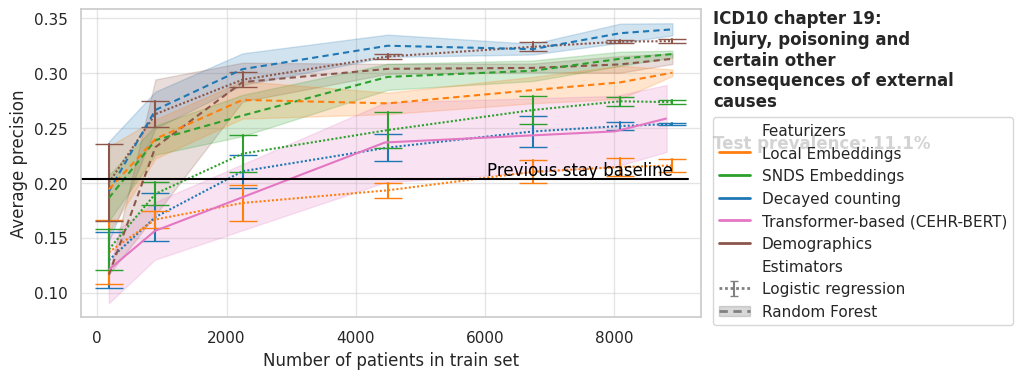 ICD10 chapter 19:
Injury, poisoning and
certain other
consequences of external
causes
Test prevalence: 11.1%
Average precision
0.35
0.30
0.25
0.20
0.15
0.10
Previous stay baseline
0
2000
4000
6000
8000
Number of patients in train set
Featurizers
Local Embeddings
SNDS Embeddings
Decayed counting
Transformer-based (CEHR-BERT)
Demographics
Estimators
Logistic regression
Random Forest